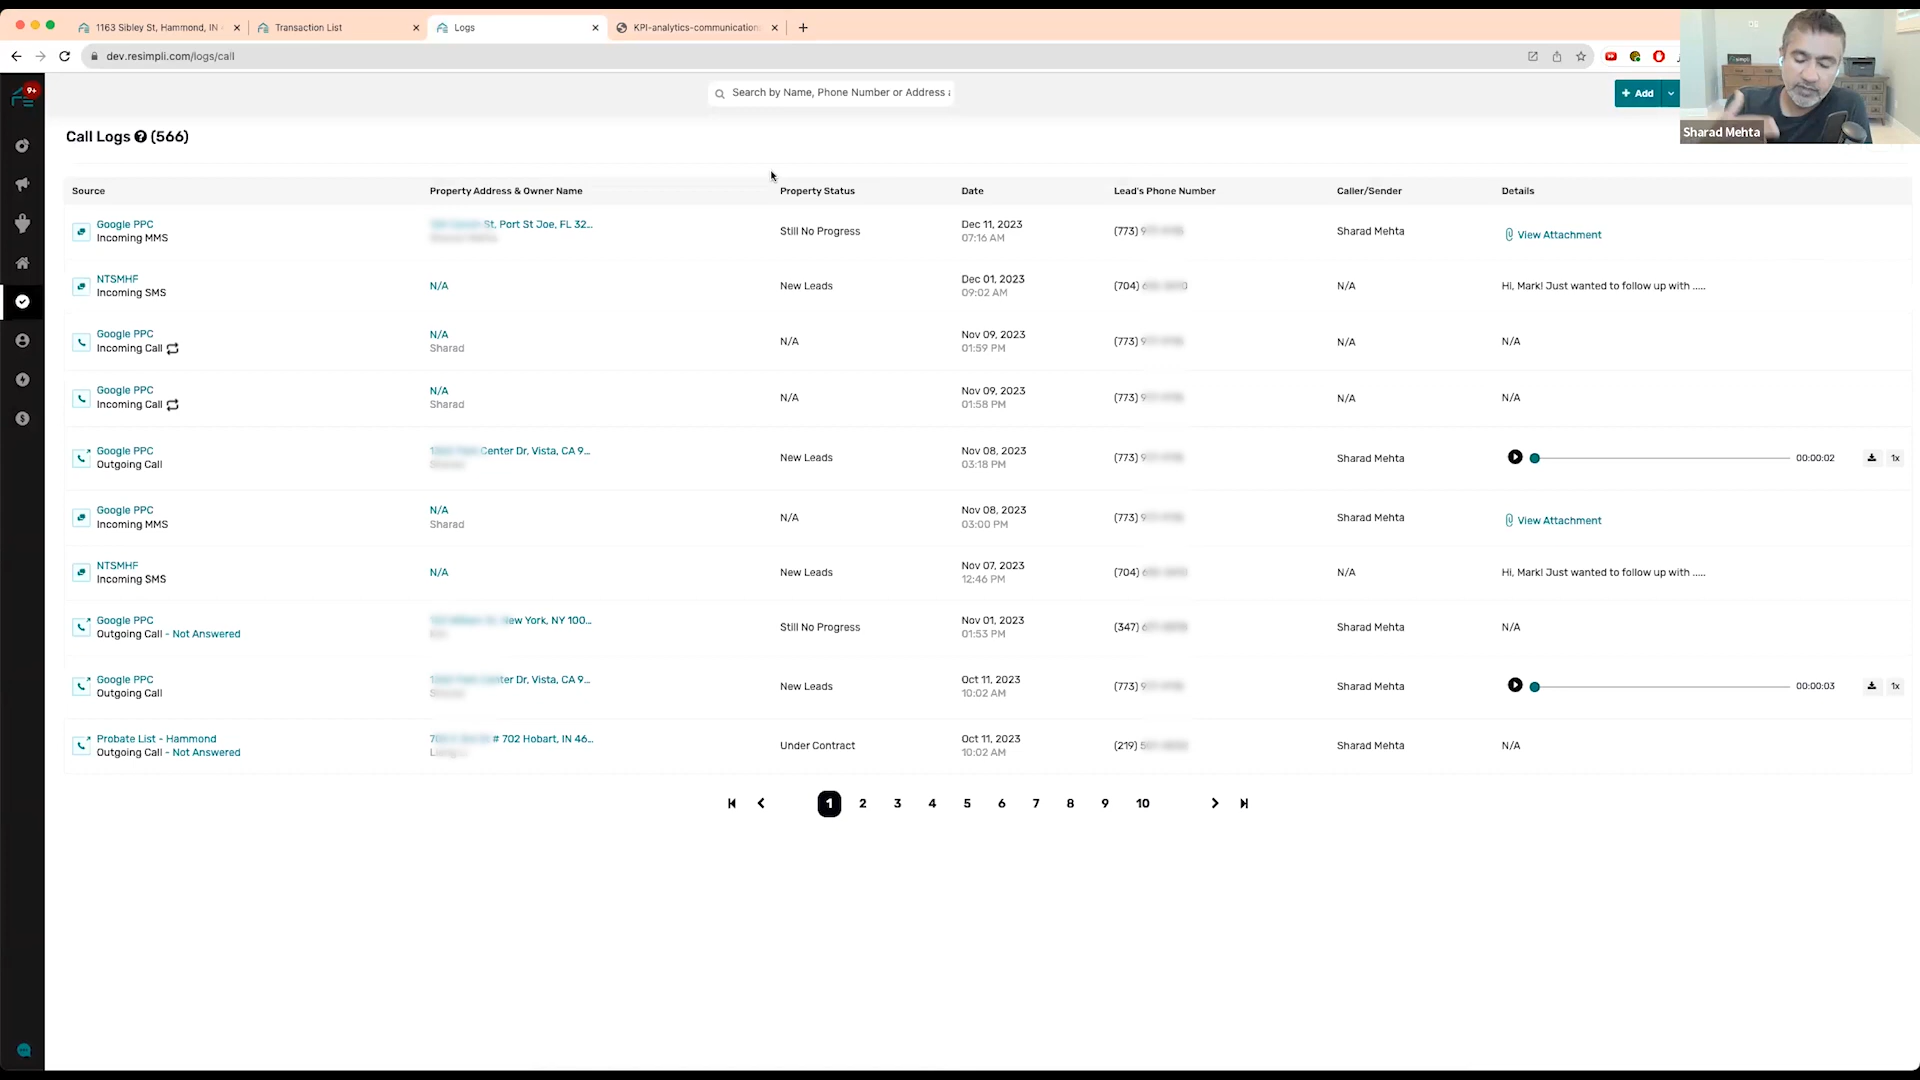 1163 Sibley St, Hammond, IN
Transaction List
Logs
KPI-analytics-communication
dev.resimpli.com/logs/call
9+
Search by Name, Phone Number or Address
+ Add
Sharad Mehta
Call Logs ? (566)
Source
Property Address & Owner Name
Property Status
Date
Lead's Phone Number
Caller/Sender
Details
Google PPC
Incoming MMS
St, Port St Joe, FL 32...
Still No Progress
Dec 11, 2023
07:16 AM
(773) 9
Sharad Mehta
View Attachment
NTSMHF
Incoming SMS
N/A
New Leads
Dec 01, 2023
09:02 AM
(704)
N/A
Hi, Mark! Just wanted to follow up with .....
Google PPC
Incoming Call
N/A
Sharad
N/A
Nov 09, 2023
01:59 PM
(773) 9
N/A
N/A
Google PPC
Incoming Call
N/A
Sharad
N/A
Nov 09, 2023
01:58 PM
(773) 9
N/A
N/A
Google PPC
Outgoing Call
Center Dr, Vista, CA 9...
New Leads
Nov 08, 2023
03:18 PM
(773) 9
Sharad Mehta
00:00:02
1x
Google PPC
Incoming MMS
N/A
Sharad
N/A
Nov 08, 2023
03:00 PM
(773) 9
Sharad Mehta
View Attachment
NTSMHF
Incoming SMS
N/A
New Leads
Nov 07, 2023
12:46 PM
(704)
N/A
Hi, Mark! Just wanted to follow up with .....
Google PPC
Outgoing Call - Not Answered
New York, NY 100...
Still No Progress
Nov 01, 2023
01:53 PM
(347)
Sharad Mehta
N/A
Google PPC
Outgoing Call
Dr, Vista, CA 9...
New Leads
Oct 11, 2023
10:02 AM
(773) 9
Sharad Mehta
00:00:03
1x
Probate List - Hammond
Outgoing Call - Not Answered
# 702 Hobart, IN 46...
Under Contract
Oct 11, 2023
10:02 AM
(219) 5
Sharad Mehta
N/A
1 2 3 4 5 6 7 8 9 10